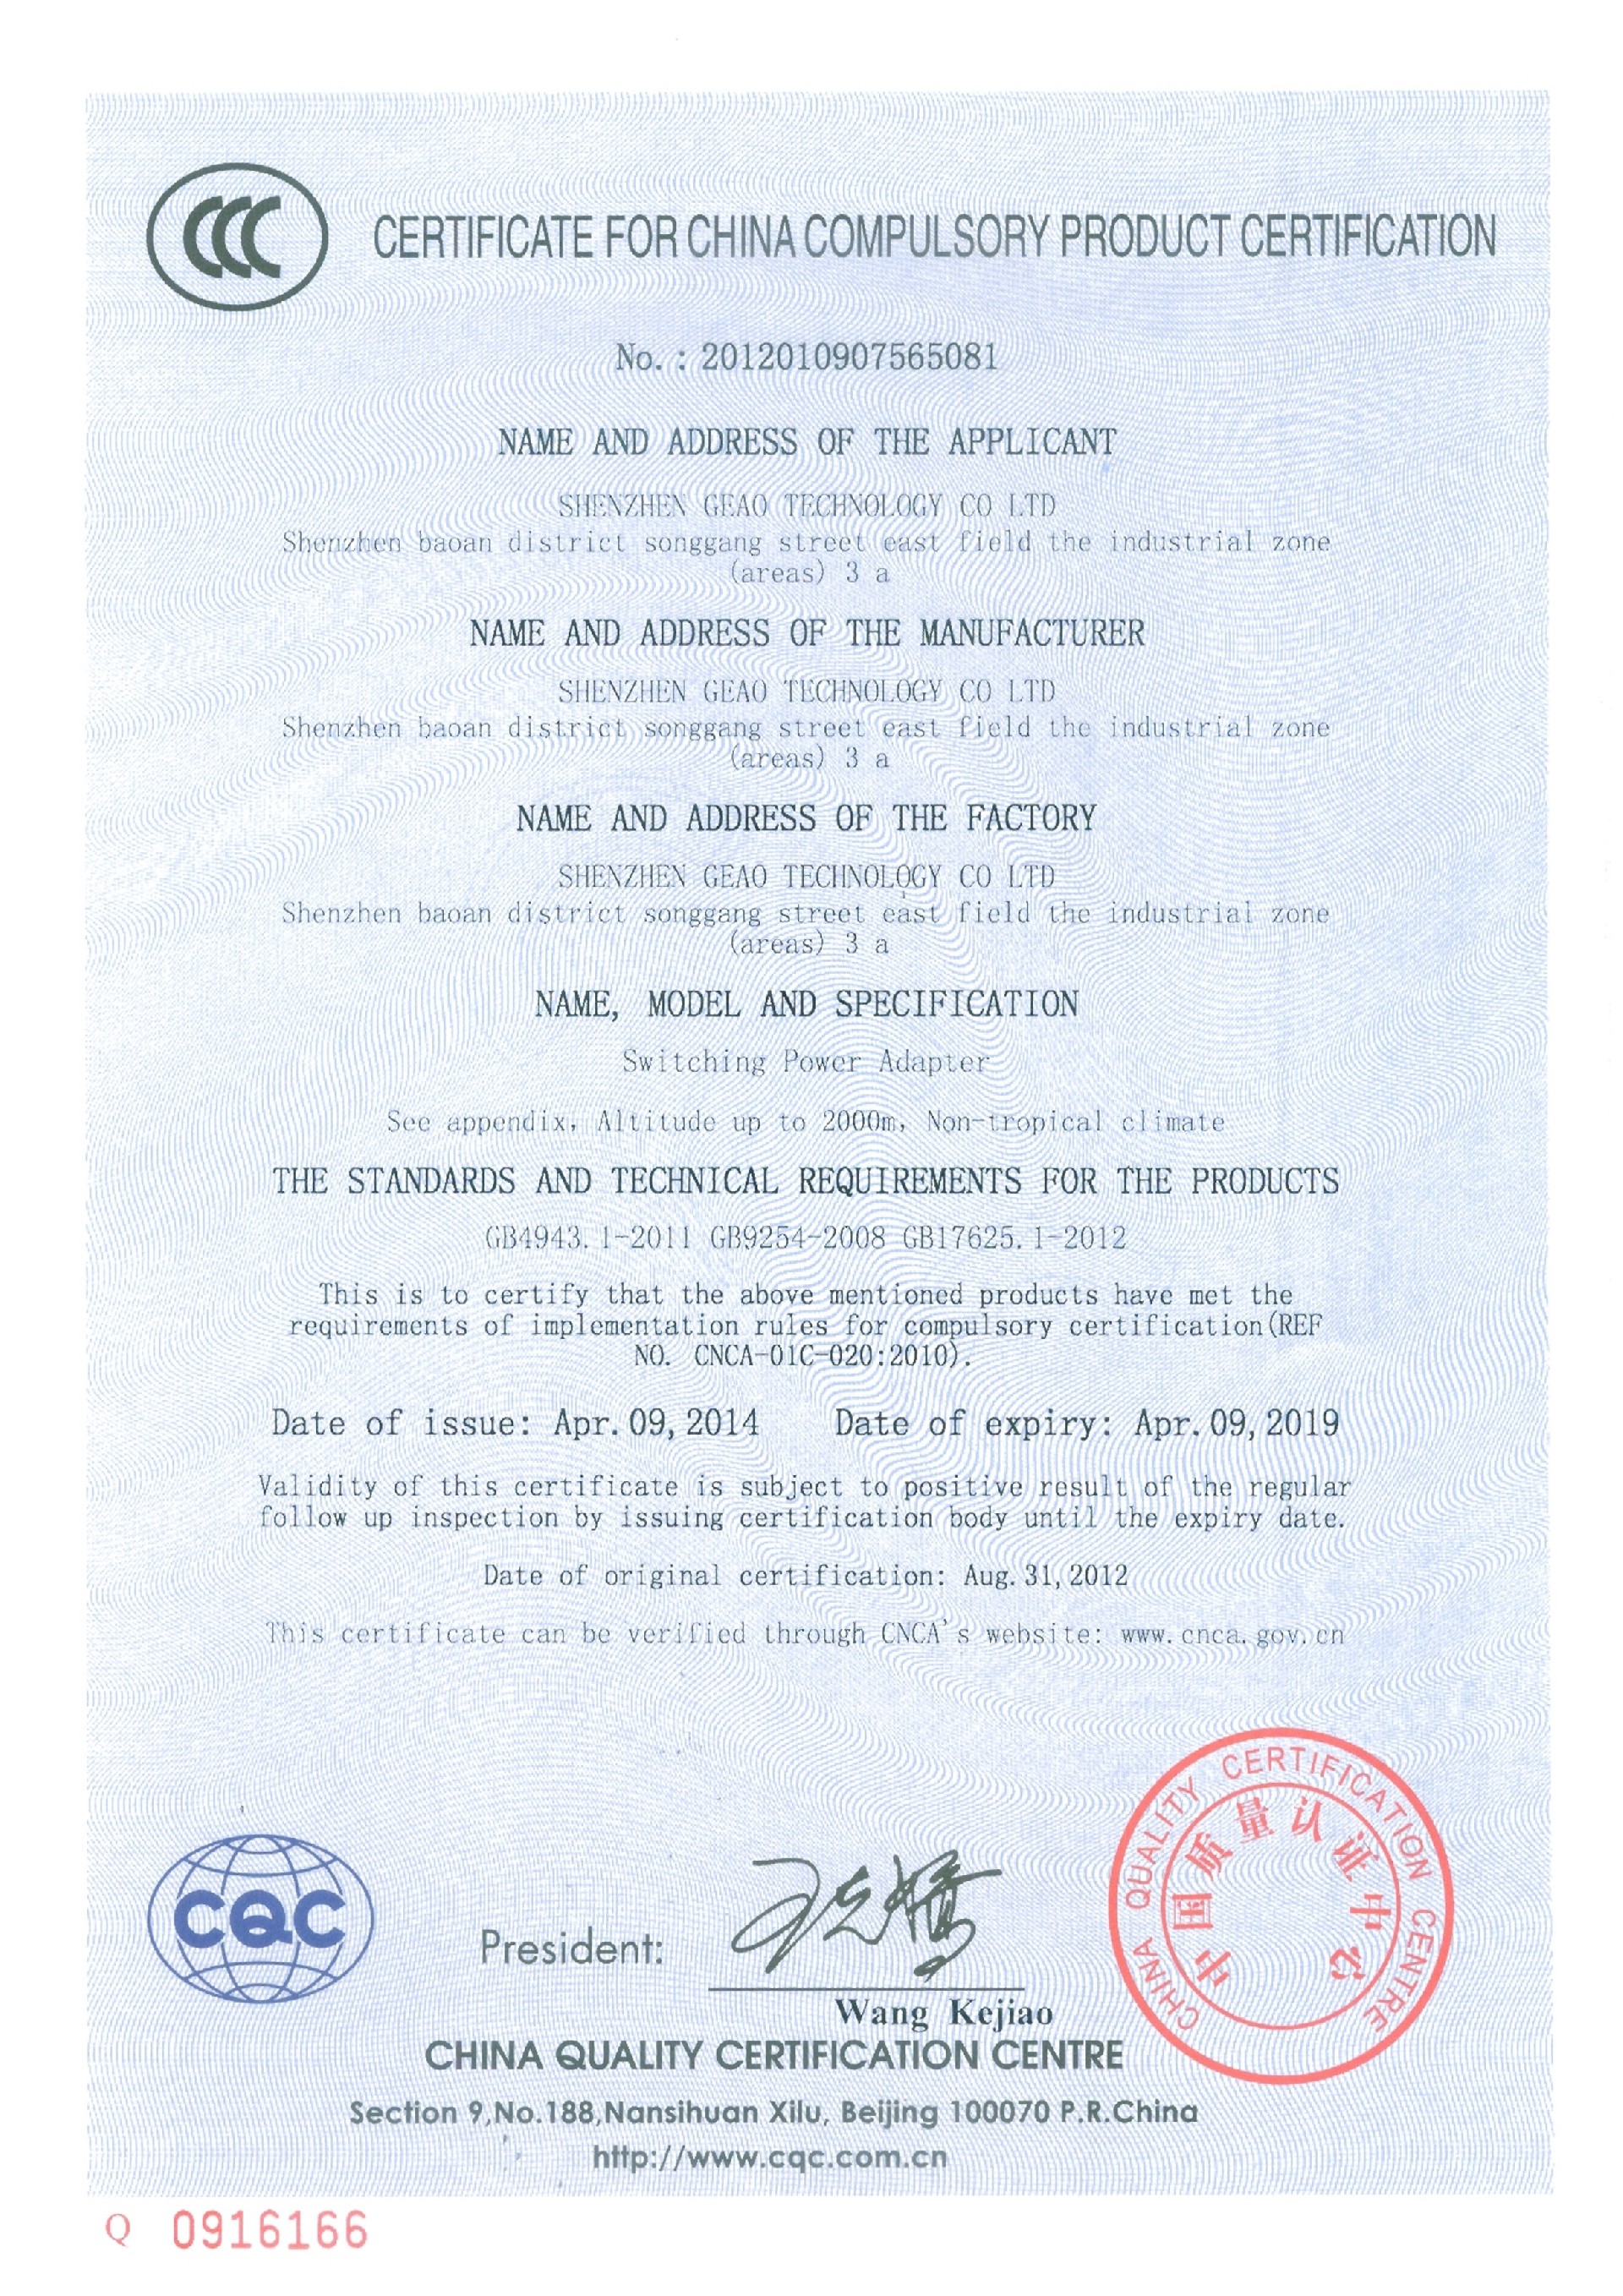 CERTIFICATE FOR CHINA COMPULSORY PRODUCT CERTIFICATION
No.: 2012010907565081
NAME AND ADDRESS OF THE APPLICANT
SHENZHEN GEAO TECHNOLOGY CO LTD
Shenzhen baoan district songgang street east field the industrial zone
(areas) 3 a
NAME AND ADDRESS OF THE MANUFACTURER
SHENZHEN GEAO TECHNOLOGY CO LTD
Shenzhen baoan district songgang street east field the industrial zone
(areas) 3 a
NAME AND ADDRESS OF THE FACTORY
SHENZHEN GEAO TECHNOLOGY CO LTD
Shenzhen baoan district songgang street east field the industrial zone
(areas) 3 a
NAME, MODEL AND SPECIFICATION
Switching Power Adapter
See appendix, Altitude up to 2000m, Non-tropical climate
THE STANDARDS AND TECHNICAL REQUIREMENTS FOR THE PRODUCTS
GB4943.1-2011 GB9254-2008 GB17625.1-2012
This is to certify that the above mentioned products have met the
requirements of implementation rules for compulsory certification(REF
NO. CNCA-01C-020:2010).
Date of issue: Apr.09,2014 Date of expiry: Apr.09,2019
Validity of this certificate is subject to positive result of the regular
follow up inspection by issuing certification body until the expiry date.
Date of original certification: Aug.31,2012
This certificate can be verified through CNCA's website: www.cnca.gov.cn
CHINA QUALITY CERTIFICATION CENTRE
中国质量认证中心
CQC
President:
Wang Kejiao
CHINA QUALITY CERTIFICATION CENTRE
Section 9,No.188,Nansihuan Xilu, Beijing 100070 P.R.China
http://www.cqc.com.cn
Q 0916166